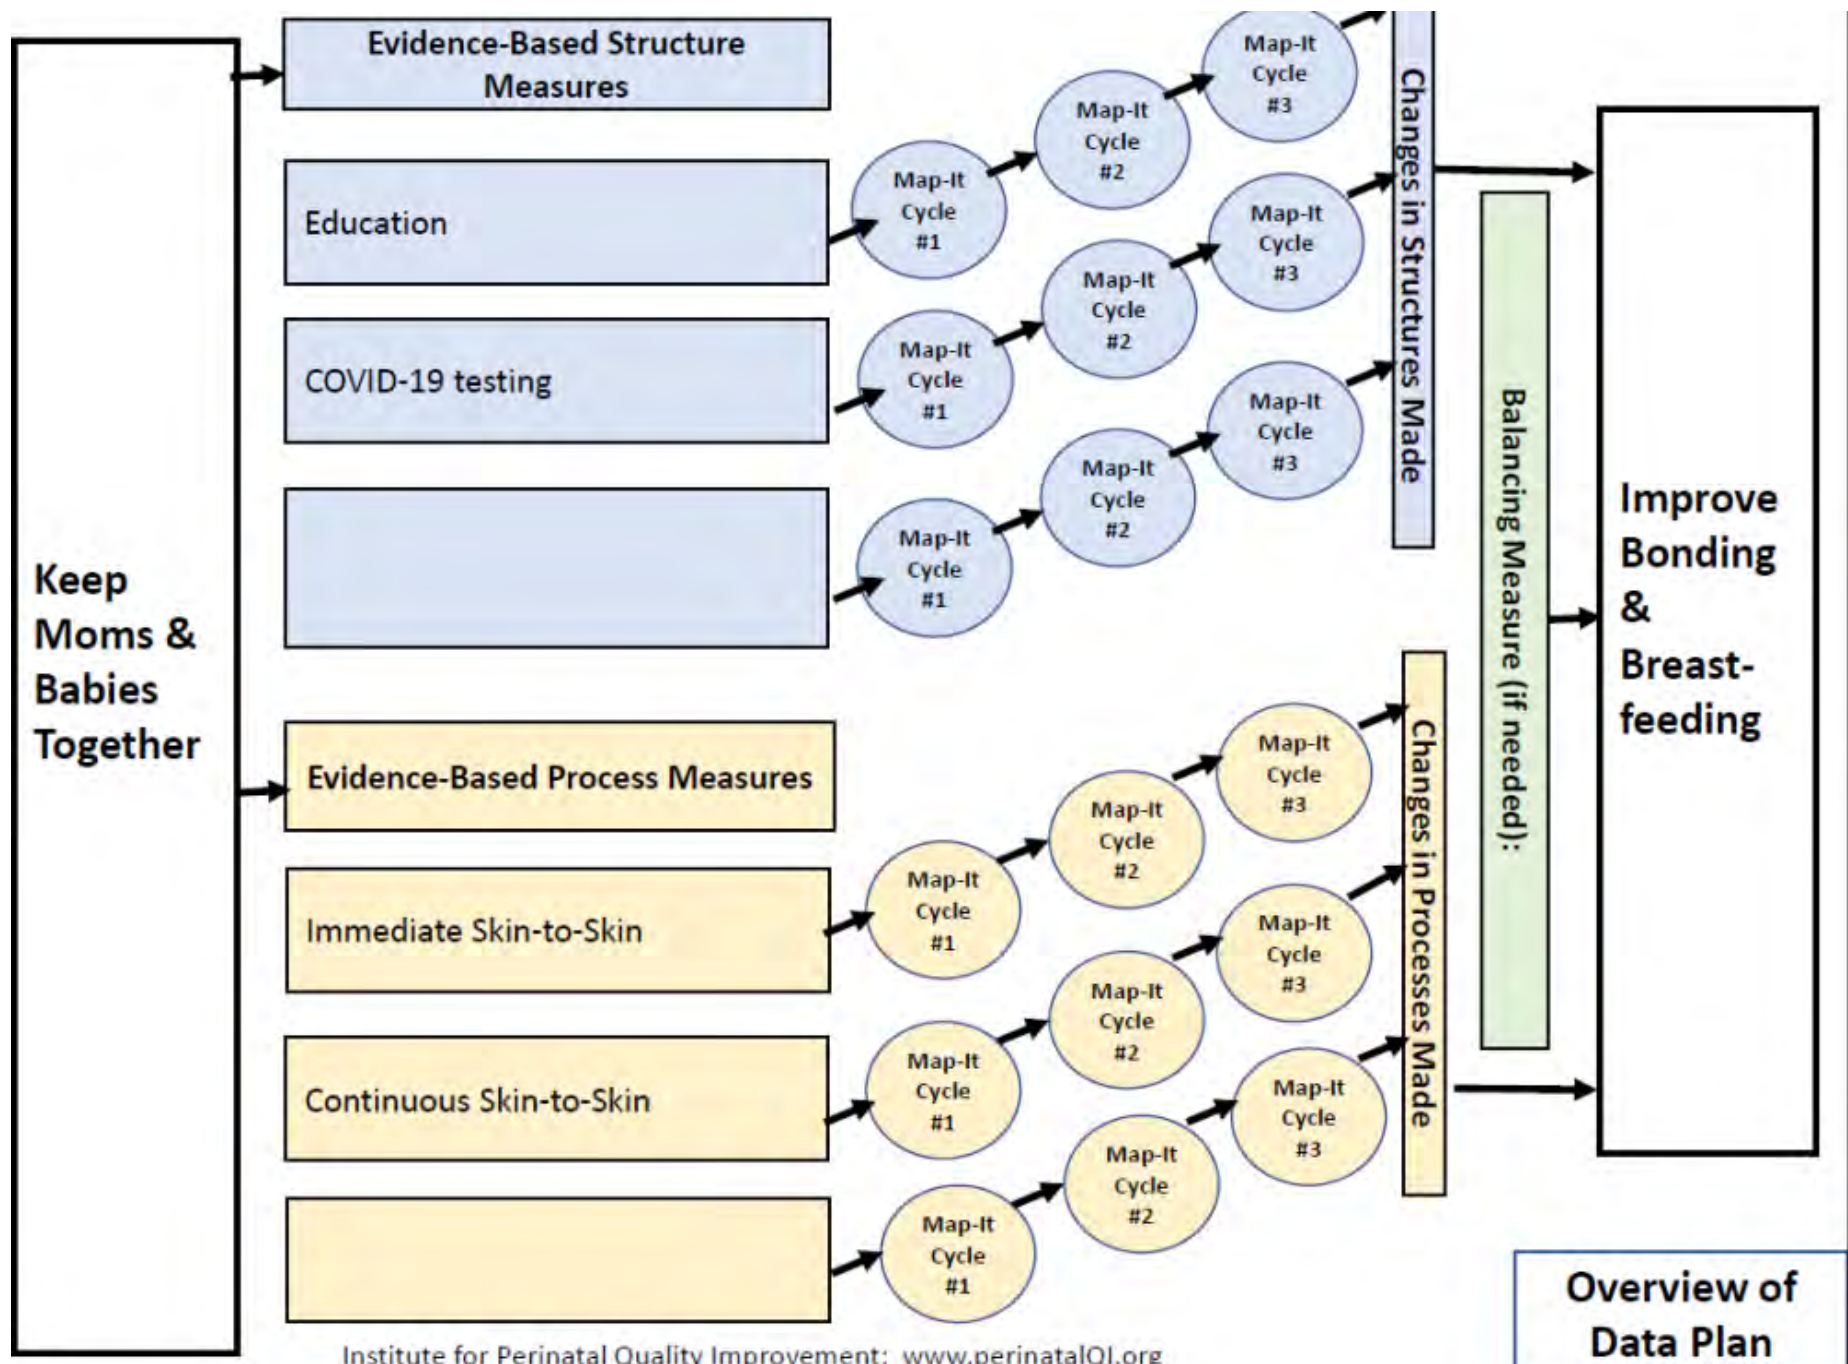 Keep
Moms &
Babies
Together
Evidence-Based Structure
Measures
Education
Map-It
Cycle
#1
Map-It
Cycle
#2
Map-It
Cycle
#3
COVID-19 testing
Map-It
Cycle
#1
Map-It
Cycle
#2
Map-It
Cycle
#3
Map-It
Cycle
#1
Map-It
Cycle
#2
Map-It
Cycle
#3
Changes in Structures Made
Evidence-Based Process Measures
Immediate Skin-to-Skin
Map-It
Cycle
#1
Map-It
Cycle
#2
Map-It
Cycle
#3
Continuous Skin-to-Skin
Map-It
Cycle
#1
Map-It
Cycle
#2
Map-It
Cycle
#3
Map-It
Cycle
#1
Map-It
Cycle
#2
Map-It
Cycle
#3
Changes in Processes Made
Balancing Measure (if needed):
Improve
Bonding
&
Breast-
feeding
Overview of
Data Plan
Institute for Perinatal Quality Improvement: www.perinatalQI.org